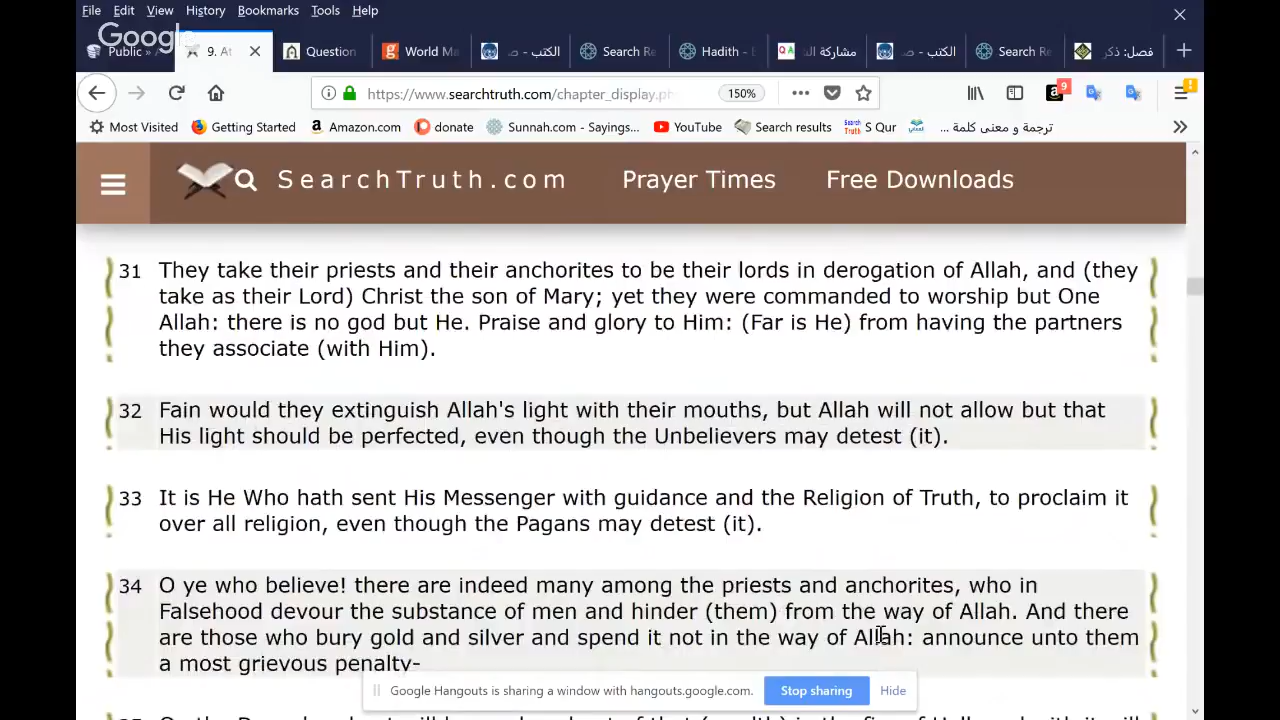 File Edit View History Bookmarks Tools Help
Google
Public » 9. At Question World Ma الكتب - ص Search Re Hadith - مشاركة الد الكتب - ص Search Re فصل: ذكر
https://www.searchtruth.com/chapter_display.ph 150% 9
Most Visited Getting Started Amazon.com donate Sunnah.com - Sayings... YouTube Search results S Qur ترجمة و معنى كلمة ...
SearchTruth.com Prayer Times Free Downloads
31 They take their priests and their anchorites to be their lords in derogation of Allah, and (they
take as their Lord) Christ the son of Mary; yet they were commanded to worship but One
Allah: there is no god but He. Praise and glory to Him: (Far is He) from having the partners
they associate (with Him).
32 Fain would they extinguish Allah's light with their mouths, but Allah will not allow but that
His light should be perfected, even though the Unbelievers may detest (it).
33 It is He Who hath sent His Messenger with guidance and the Religion of Truth, to proclaim it
over all religion, even though the Pagans may detest (it).
34 O ye who believe! there are indeed many among the priests and anchorites, who in
Falsehood devour the substance of men and hinder (them) from the way of Allah. And there
are those who bury gold and silver and spend it not in the way of Allah: announce unto them
a most grievous penalty-
Google Hangouts is sharing a window with hangouts.google.com. Stop sharing Hide